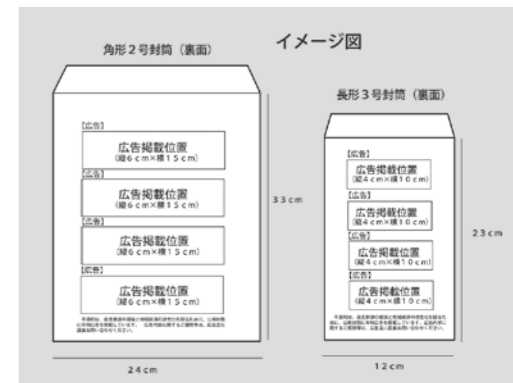 イメージ図
角形２号封筒（裏面）
【広告】
広告掲載位置
（縦６ｃｍ×横１５ｃｍ）
【広告】
広告掲載位置
（縦６ｃｍ×横１５ｃｍ）
【広告】
広告掲載位置
（縦６ｃｍ×横１５ｃｍ）
【広告】
広告掲載位置
（縦６ｃｍ×横１５ｃｍ）
３３ｃｍ
２４ｃｍ
長形３号封筒（裏面）
【広告】
広告掲載位置
（縦４ｃｍ×横１０ｃｍ）
【広告】
広告掲載位置
（縦４ｃｍ×横１０ｃｍ）
【広告】
広告掲載位置
（縦４ｃｍ×横１０ｃｍ）
【広告】
広告掲載位置
（縦４ｃｍ×横１０ｃｍ）
２３ｃｍ
１２ｃｍ